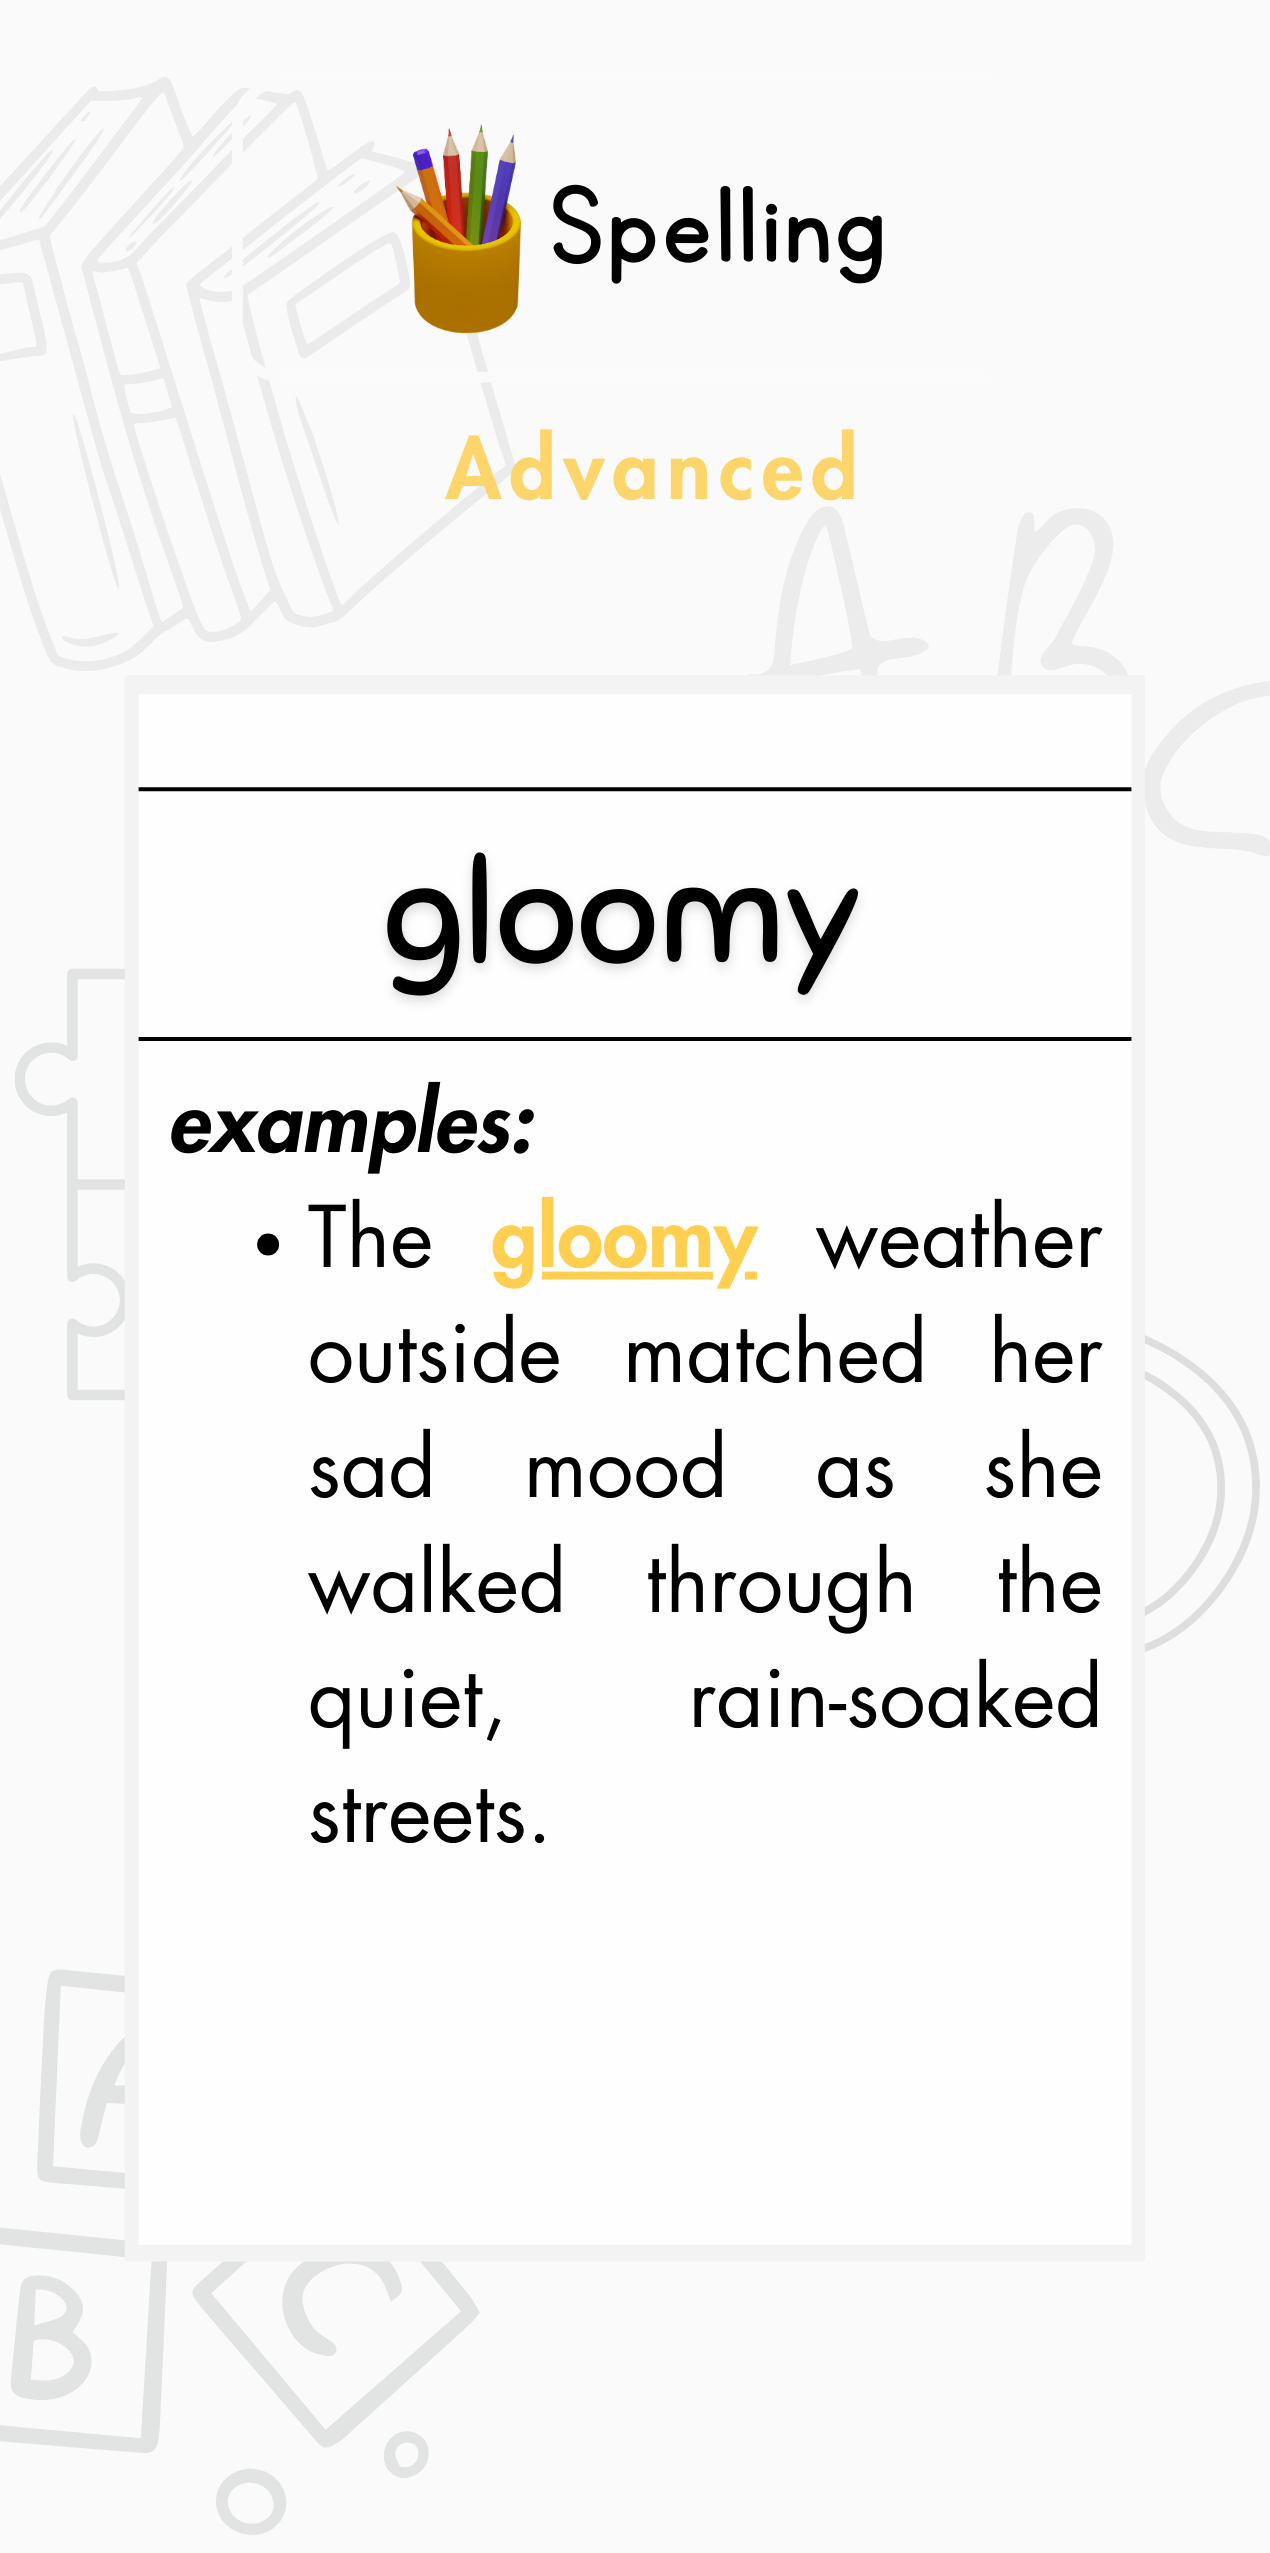 Spelling
Advanced
A B
gloomy
examples:
• The gloomy weather
outside matched her
sad mood as she
walked through the
quiet, rain-soaked
streets.
A
B C